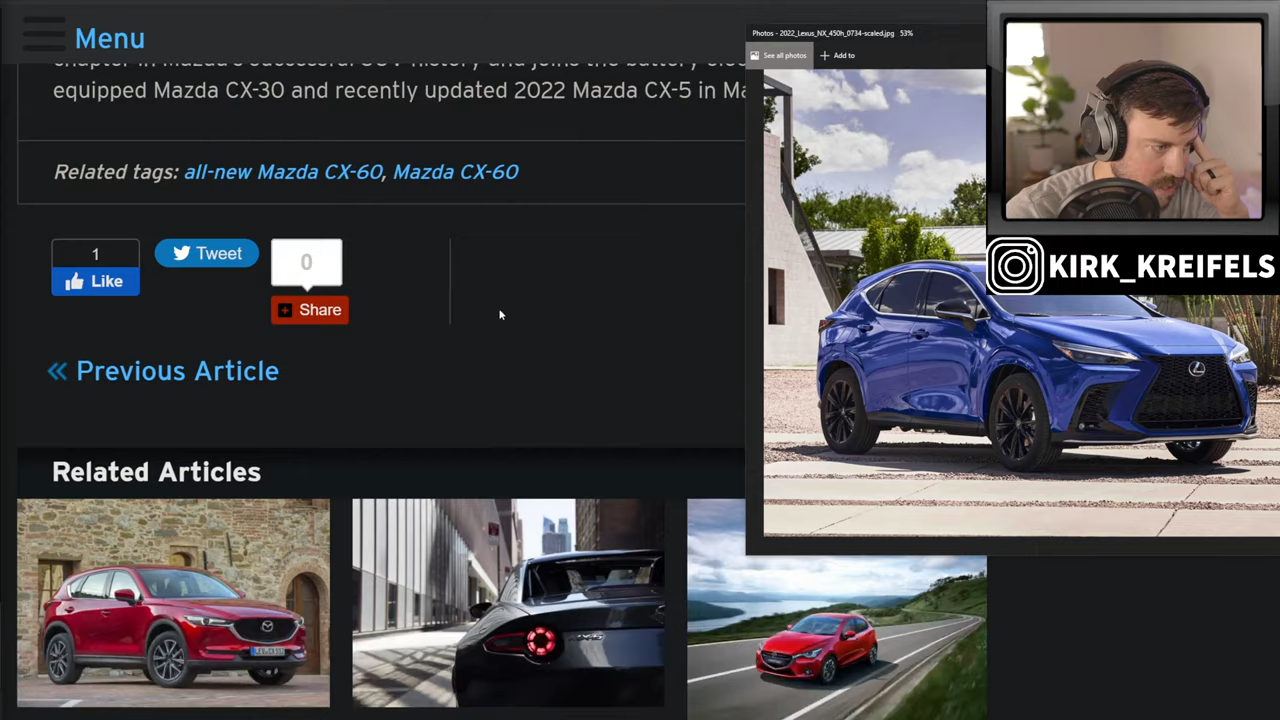 Menu
equipped Mazda CX-30 and recently updated 2022 Mazda CX-5 in Ma
Related tags: all-new Mazda CX-60, Mazda CX-60
1
Like
Tweet
0
Share
« Previous Article
Related Articles
Photos - 2022_Lexus_NX_450h_0734-scaled.jpg 53%
See all photos
+ Add to
KIRK_KREIFELS